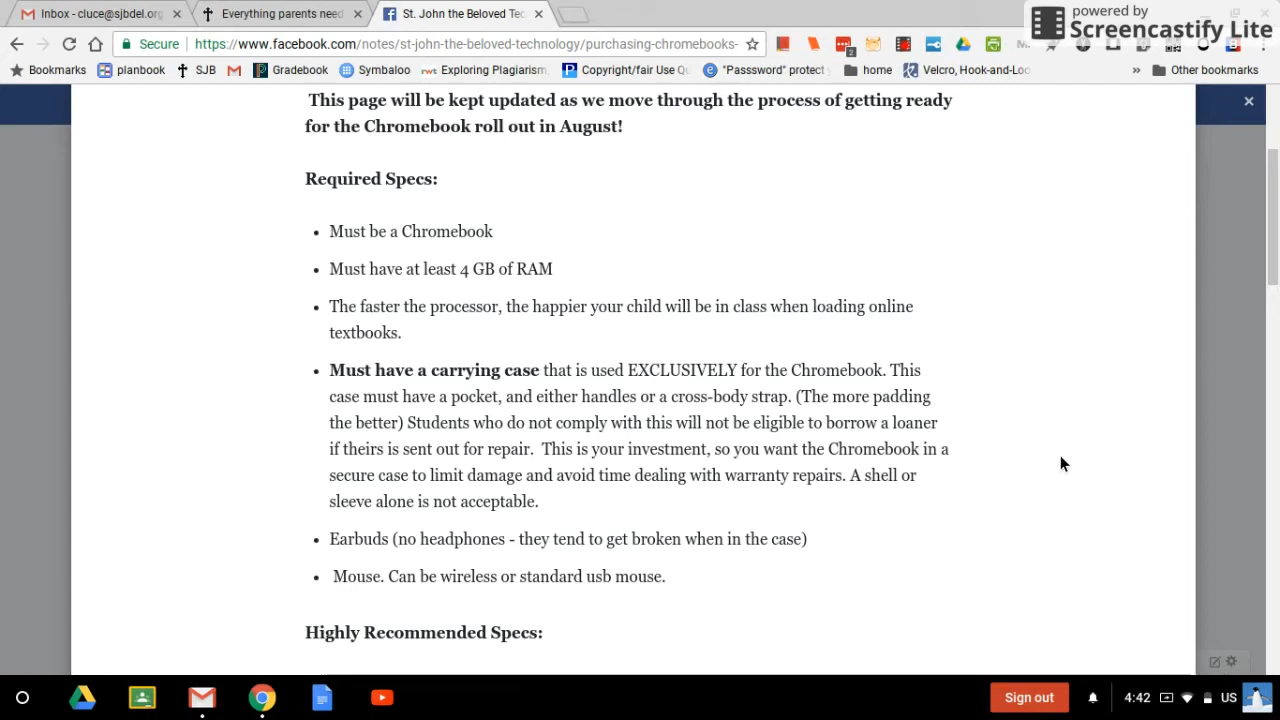 Inbox - cluce@sjbdel.org
Everything parents need
St. John the Beloved Tec
powered by
Screencastify Lite
Secure
https://www.facebook.com/notes/st-john-the-beloved-technology/purchasing-chromebooks-
2
Bookmarks planbook SJB Gradebook Symbaloo Exploring Plagiarism, Copyright/fair Use Qu "Passsword" protect home Velcro, Hook-and-Loo » Other bookmarks
This page will be kept updated as we move through the process of getting ready
for the Chromebook roll out in August!
Required Specs:
• Must be a Chromebook
• Must have at least 4 GB of RAM
• The faster the processor, the happier your child will be in class when loading online
textbooks.
• Must have a carrying case that is used EXCLUSIVELY for the Chromebook. This
case must have a pocket, and either handles or a cross-body strap. (The more padding
the better) Students who do not comply with this will not be eligible to borrow a loaner
if theirs is sent out for repair.  This is your investment, so you want the Chromebook in a
secure case to limit damage and avoid time dealing with warranty repairs. A shell or
sleeve alone is not acceptable.
• Earbuds (no headphones - they tend to get broken when in the case)
• Mouse. Can be wireless or standard usb mouse.
Highly Recommended Specs:
Sign out
4:42
US